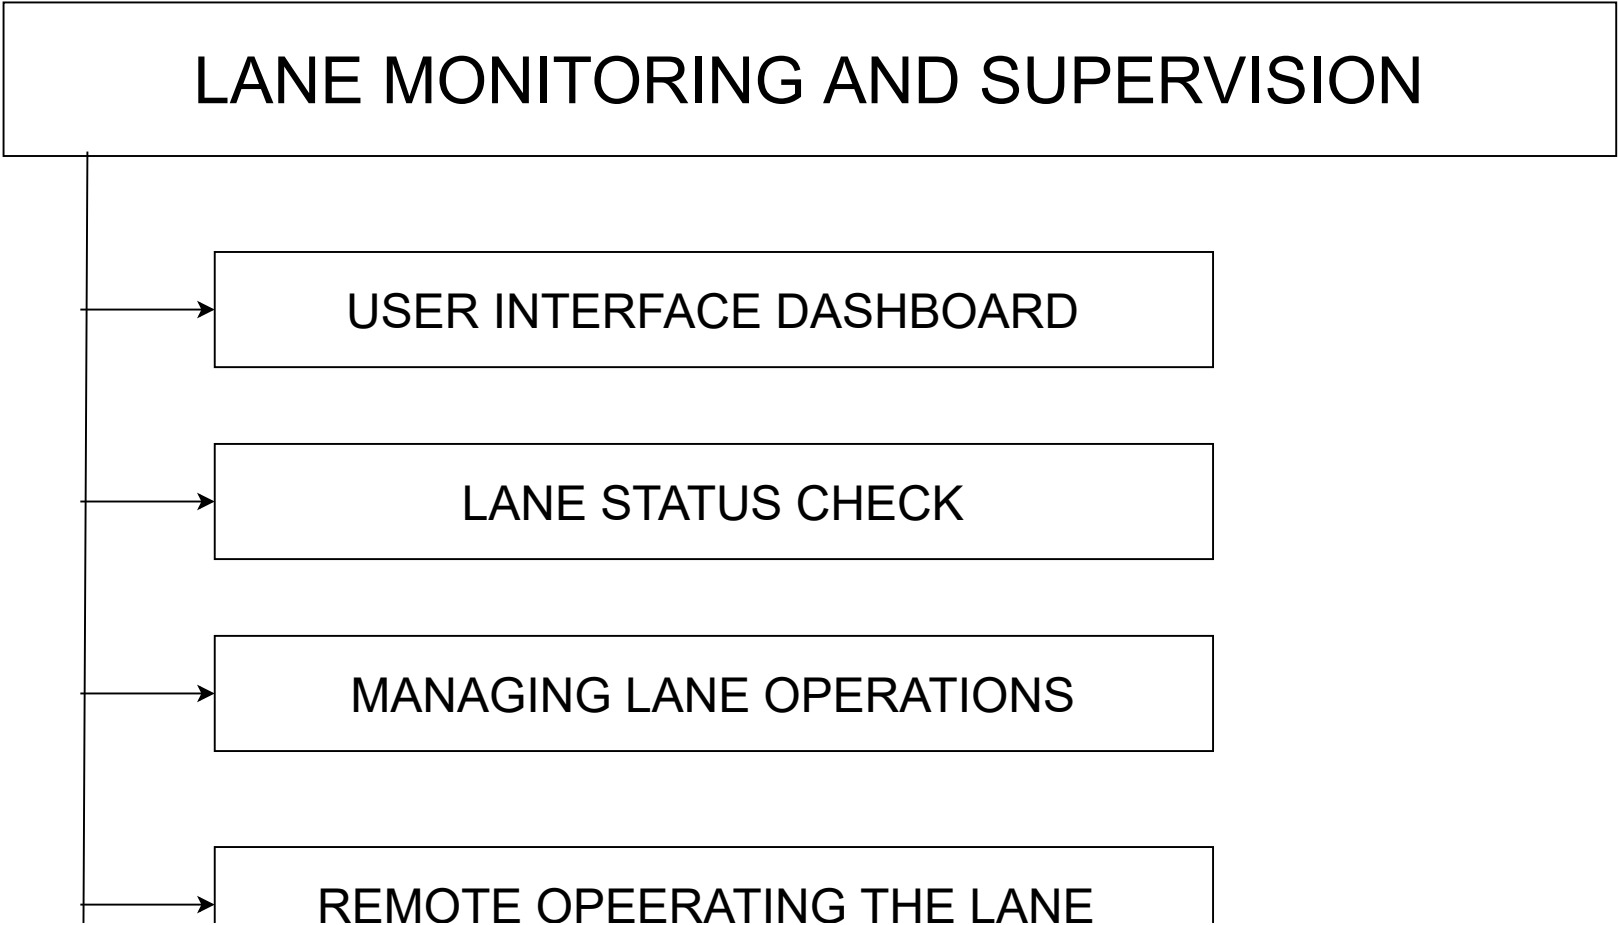 LANE MONITORING AND SUPERVISION
USER INTERFACE DASHBOARD
LANE STATUS CHECK
MANAGING LANE OPERATIONS
REMOTE OPEERATING THE LANE